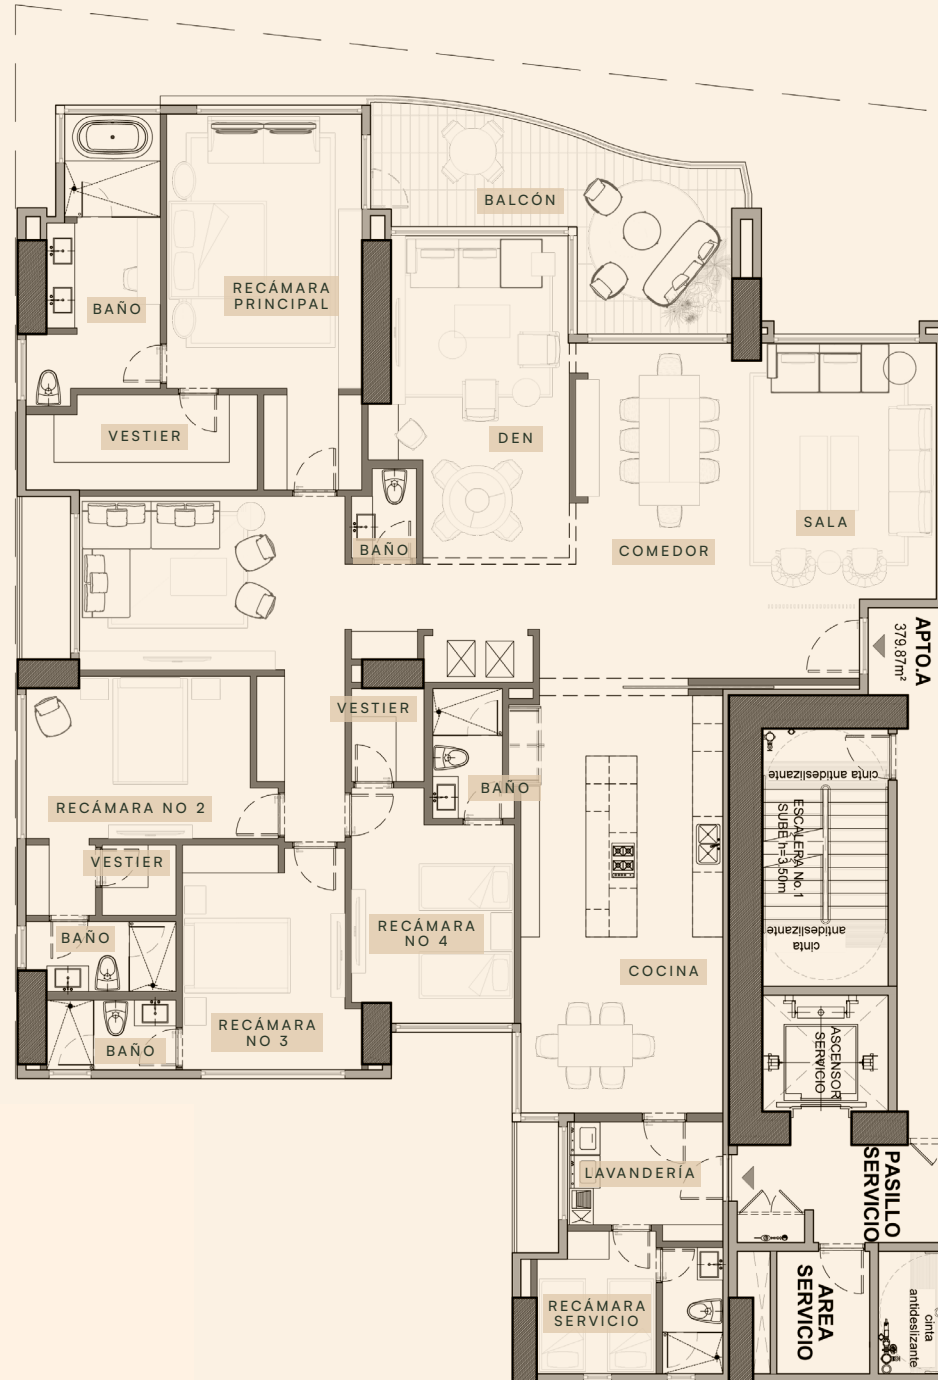 BALCÓN
RECÁMARA
PRINCIPAL
BAÑO
VESTIER
DEN
BAÑO
COMEDOR
SALA
APTO.A
379.87m²
VESTIER
BAÑO
RECÁMARA NO 2
VESTIER
BAÑO
RECÁMARA
NO 4
RECÁMARA
NO 3
BAÑO
COCINA
cinta antideslizante
ESCALERA No.1
SUBE h=3.50m
cinta
antideslizante
ASCENSOR
SERVICIO
PASILLO
SERVICIO
LAVANDERÍA
RECÁMARA
SERVICIO
AREA
SERVICIO
cinta
antideslizante